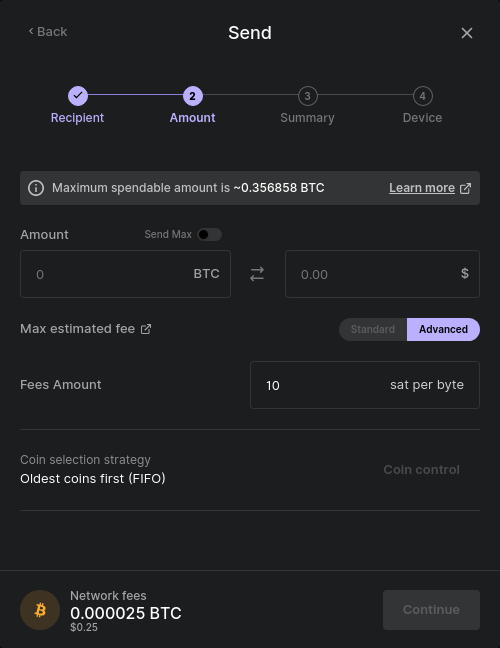 Back
Send
Recipient
2
Amount
3
Summary
4
Device
Maximum spendable amount is ~0.356858 BTC Learn more
Amount Send Max
0 BTC 0.00 $
Max estimated fee Standard Advanced
Fees Amount 10 sat per byte
Coin selection strategy
Oldest coins first (FIFO)
Coin control
Network fees
0.000025 BTC
$0.25
Continue